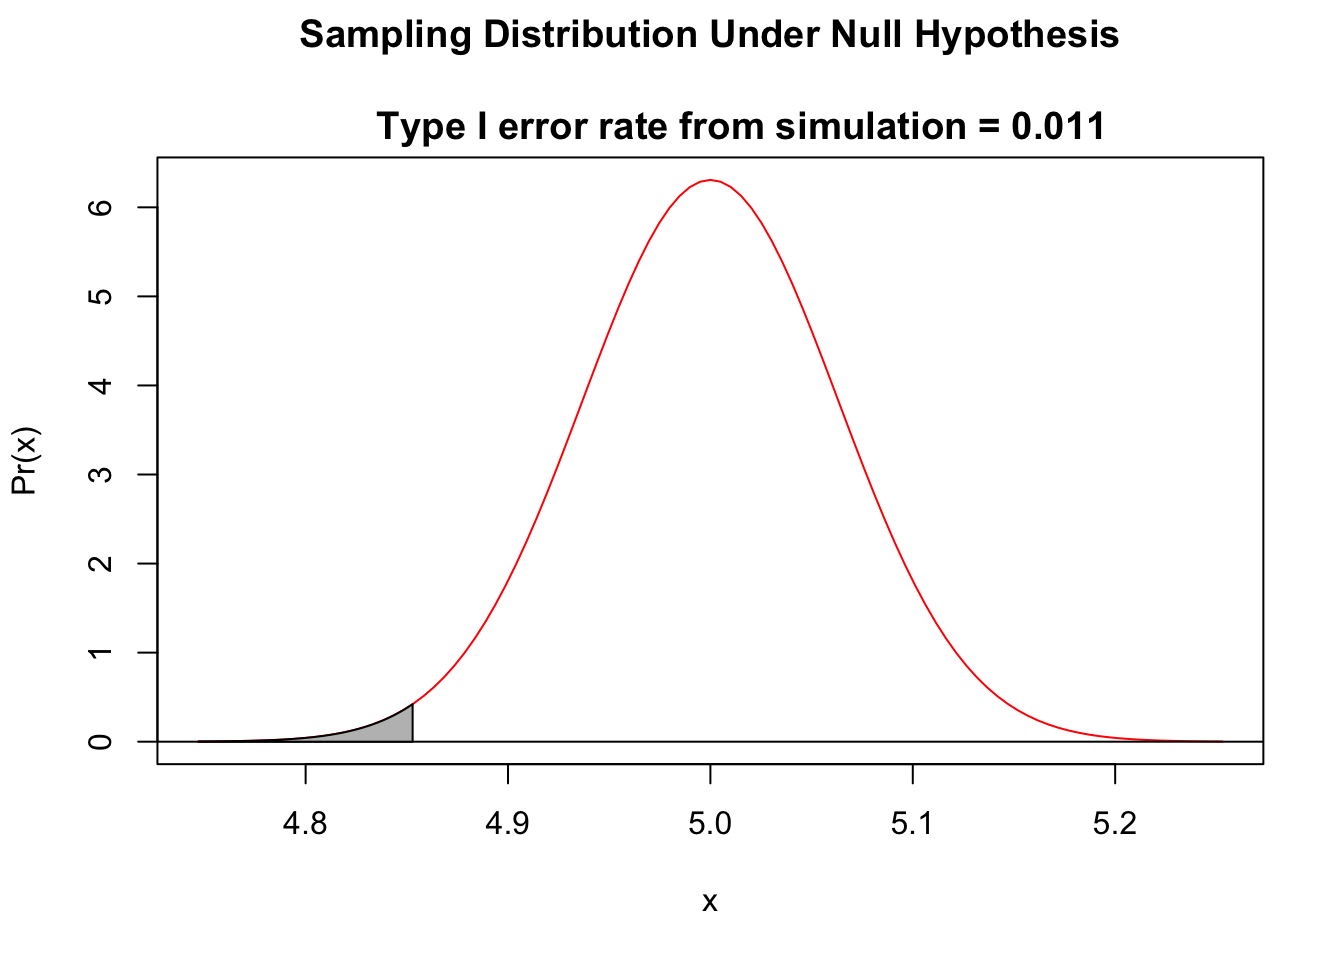 Sampling Distribution Under Null Hypothesis
Type I error rate from simulation = 0.011
Pr(x)
6
5
4
3
2
1
0
4.8 4.9 5.0 5.1 5.2
x